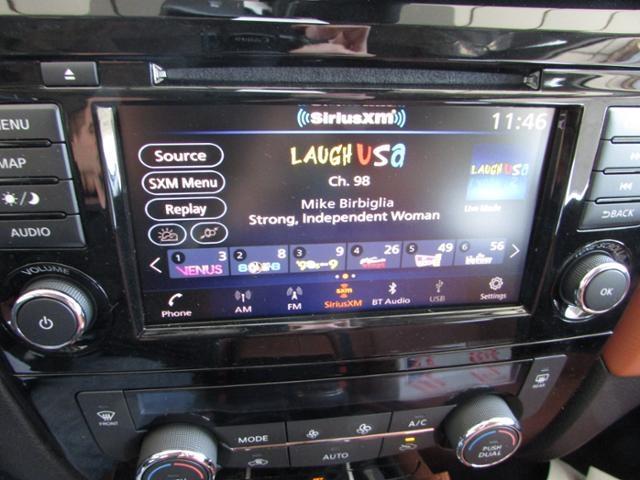 SiriusXM
11:46
MENU
MAP
AUDIO
VOLUME
Source
SXM Menu
Replay
LAUGH USA
Ch. 98
Mike Birbiglia
Strong, Independent Woman
LAUGH USA
Live Mode
1 3 VENUS
2 8
3 9
4 26
5 49
6 56
Phone
AM
FM
sxm
SiriusXM
BT Audio
USB
Settings
BACK
OK
FRONT
REAR
MODE
A/C
AUTO
PUSH
DUAL